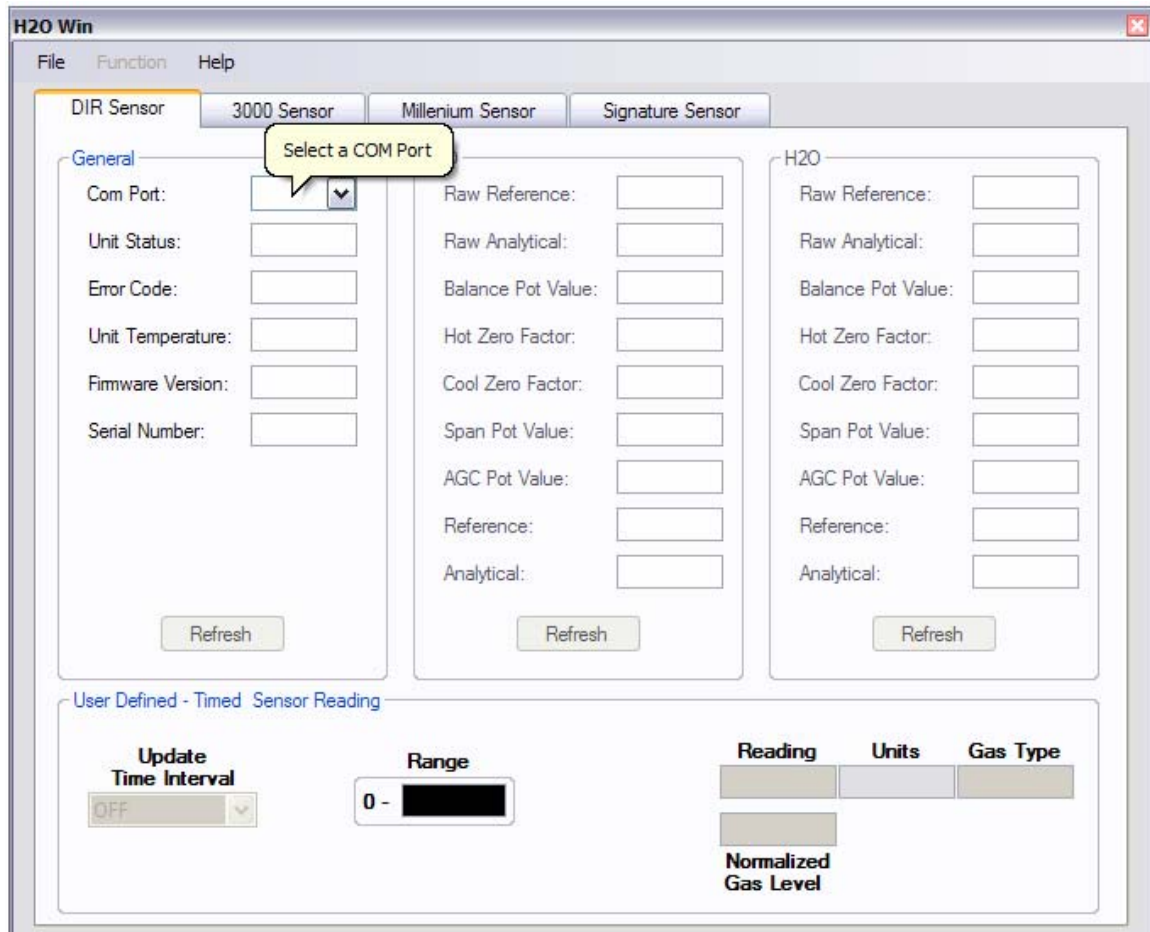 H2O Win
File Function Help
DIR Sensor 3000 Sensor Millenium Sensor Signature Sensor
Select a COM Port
General
Com Port:
Unit Status:
Error Code:
Unit Temperature:
Firmware Version:
Serial Number:
Refresh
Raw Reference:
Raw Analytical:
Balance Pot Value:
Hot Zero Factor:
Cool Zero Factor:
Span Pot Value:
AGC Pot Value:
Reference:
Analytical:
Refresh
H2O
Raw Reference:
Raw Analytical:
Balance Pot Value:
Hot Zero Factor:
Cool Zero Factor:
Span Pot Value:
AGC Pot Value:
Reference:
Analytical:
Refresh
User Defined - Timed Sensor Reading
Update
Time Interval
OFF
Range
0 -
Reading Units Gas Type
Normalized
Gas Level